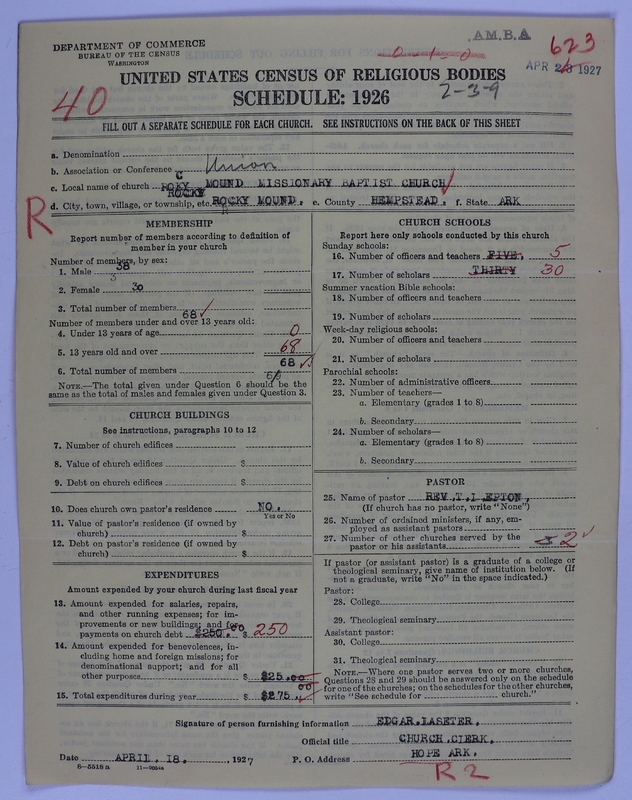 A.M.B.A
0-1-0
623
APR 23 1927
DEPARTMENT OF COMMERCE
BUREAU OF THE CENSUS
WASHINGTON
UNITED STATES CENSUS OF RELIGIOUS BODIES
SCHEDULE: 1926
40
2-3-9
FILL OUT A SEPARATE SCHEDULE FOR EACH CHURCH. SEE INSTRUCTIONS ON THE BACK OF THIS SHEET
a. Denomination
b. Association or Conference Union
c. Local name of church ROKY MOUND MISSIONARY BAPTIST CHURCH
C
ROCKY
R
d. City, town, village, or township, etc. ROCKY MOUND. e. County HEMPSTEAD. f. State ARK
MEMBERSHIP
Report number of members according to definition of
member in your church
Number of members, by sex:
1. Male 38
2. Female 30
3. Total number of members 68
Number of members under and over 13 years old:
4. Under 13 years of age 0
5. 13 years old and over 68
6. Total number of members 68
NOTE.—The total given under Question 6 should be the
same as the total of males and females given under Question 3.
CHURCH BUILDINGS
See instructions, paragraphs 10 to 12
7. Number of church edifices
8. Value of church edifices $
9. Debt on church edifices $
10. Does church own pastor's residence NO.
Yes or No
11. Value of pastor's residence (if owned by
church) $
12. Debt on pastor's residence (if owned by
church) $
EXPENDITURES
Amount expended by your church during last fiscal year
13. Amount expended for salaries, repairs,
and other running expenses; for im-
provements or new buildings; and for
payments on church debt $250.00 $ 250
14. Amount expended for benevolences, in-
cluding home and foreign missions; for
denominational support; and for all
other purposes $ $25.00
15. Total expenditures during year $ $275.00
CHURCH SCHOOLS
Report here only schools conducted by this church
Sunday schools:
16. Number of officers and teachers FIVE, 5
17. Number of scholars THIRTY 30
Summer vacation Bible schools:
18. Number of officers and teachers
19. Number of scholars
Week-day religious schools:
20. Number of officers and teachers
21. Number of scholars
Parochial schools:
22. Number of administrative officers
23. Number of teachers—
a. Elementary (grades 1 to 8)
b. Secondary
24. Number of scholars—
a. Elementary (grades 1 to 8)
b. Secondary
PASTOR
25. Name of pastor REV.T.L.EPTON,
(If church has no pastor, write "None")
26. Number of ordained ministers, if any, em-
ployed as assistant pastors
27. Number of other churches served by the
pastor or his assistants 2
If pastor (or assistant pastor) is a graduate of a college or
theological seminary, give name of institution below. (If
not a graduate, write "No" in the space indicated.)
Pastor:
28. College
29. Theological seminary
Assistant pastor:
30. College
31. Theological seminary
NOTE.—Where one pastor serves two or more churches,
Questions 28 and 29 should be answered only on the schedule
for one of the churches; on the schedules for the other churches,
write "See schedule for church."
Signature of person furnishing information EDGAR.LASETER.
Official title CHURCH.CLERK.
Date APRIL.18. , 1927 P. O. Address HOPE ARK.
8-5518a 11-9054a
R 2